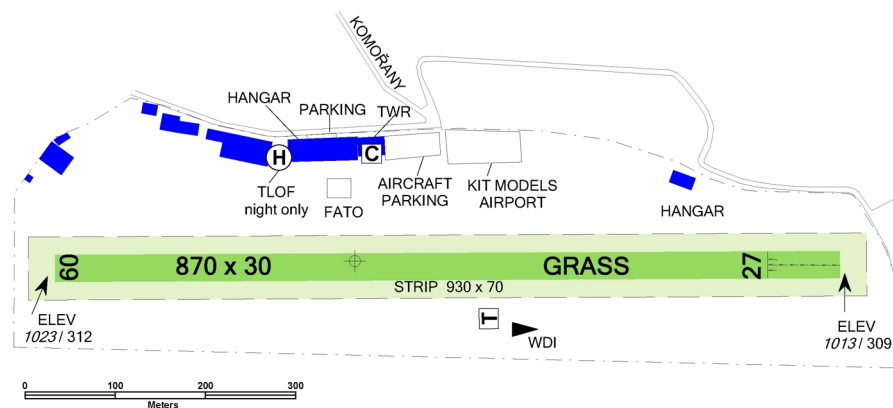 KOMOŘANY
HANGAR
PARKING
TWR
H
C
TLOF
night only
FATO
AIRCRAFT
PARKING
KIT MODELS
AIRPORT
HANGAR
09
870 x 30
GRASS
27
STRIP 930 x 70
ELEV
1023 / 312
T
WDI
ELEV
1013 / 309
0 100 200 300
Meters